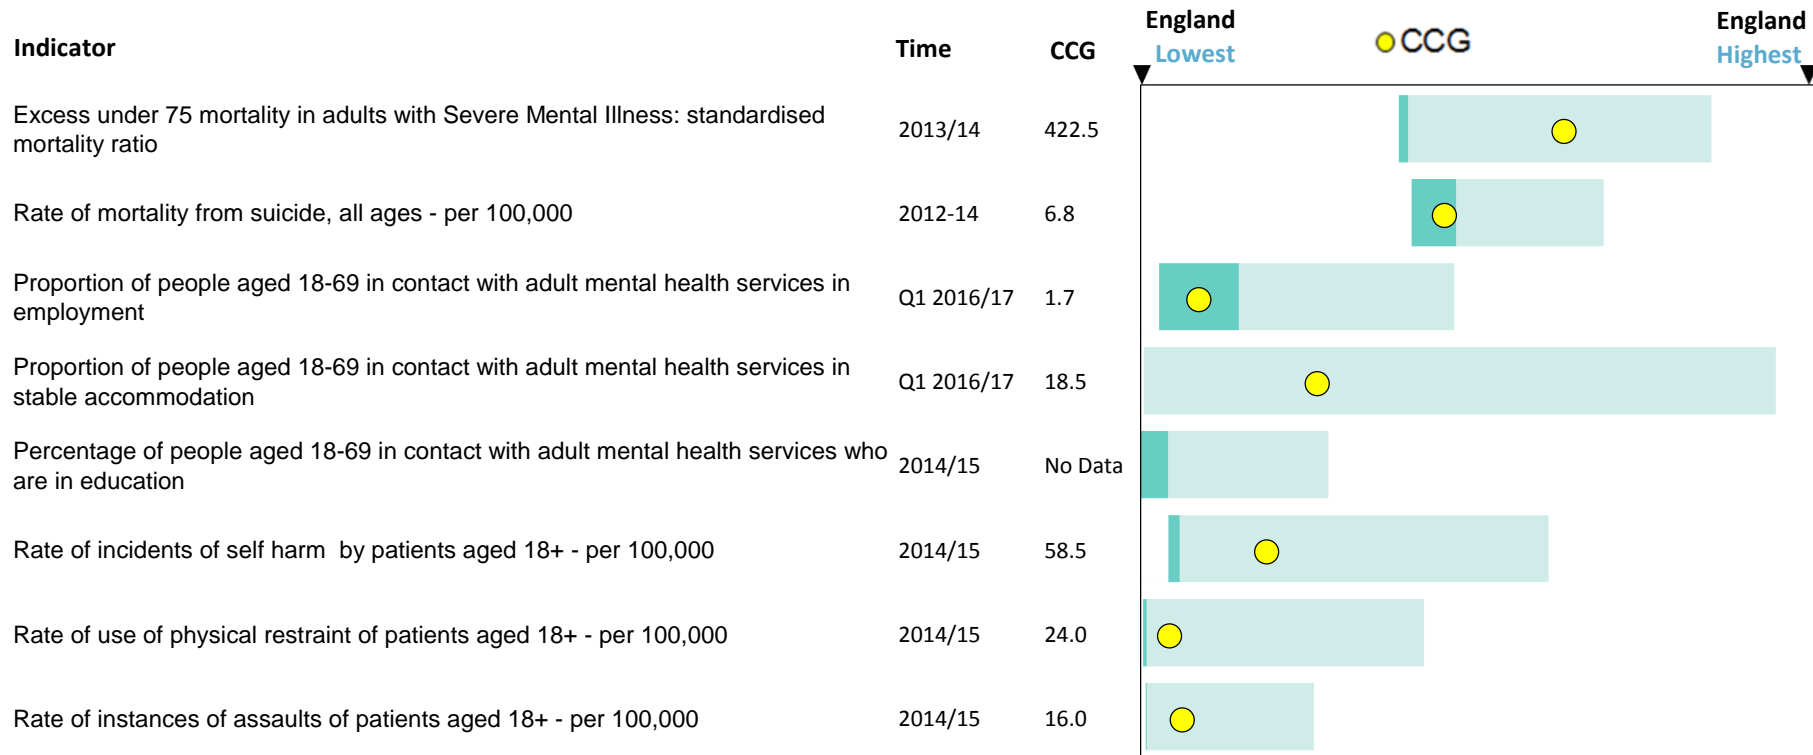 Indicator Time CCG England Lowest CCG England Highest
Excess under 75 mortality in adults with Severe Mental Illness: standardised
mortality ratio
2013/14 422.5
Rate of mortality from suicide, all ages - per 100,000 2012-14 6.8
Proportion of people aged 18-69 in contact with adult mental health services in
employment
Q1 2016/17 1.7
Proportion of people aged 18-69 in contact with adult mental health services in
stable accommodation
Q1 2016/17 18.5
Percentage of people aged 18-69 in contact with adult mental health services who
are in education
2014/15 No Data
Rate of incidents of self harm  by patients aged 18+ - per 100,000 2014/15 58.5
Rate of use of physical restraint of patients aged 18+ - per 100,000 2014/15 24.0
Rate of instances of assaults of patients aged 18+ - per 100,000 2014/15 16.0